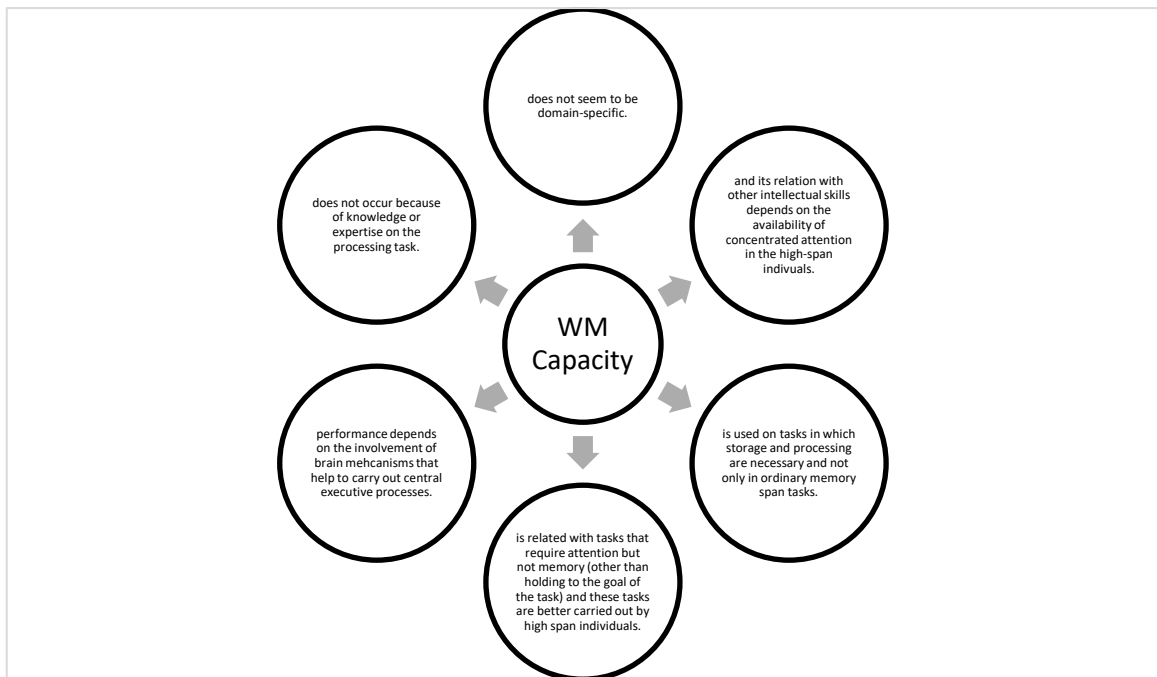 does not seem to be
domain-specific.
and its relation with
other intellectual skills
depends on the
availability of
concentrated attention
in the high-span
indivuals.
is used on tasks in which
storage and processing
are necessary and not
only in ordinary memory
span tasks.
is related with tasks that
require attention but
not memory (other than
holding to the goal of
the task) and these tasks
are better carried out by
high span individuals.
performance depends
on the involvement of
brain mehcanisms that
help to carry out central
executive processes.
does not occur because
of knowledge or
expertise on the
processing task.
WM
Capacity